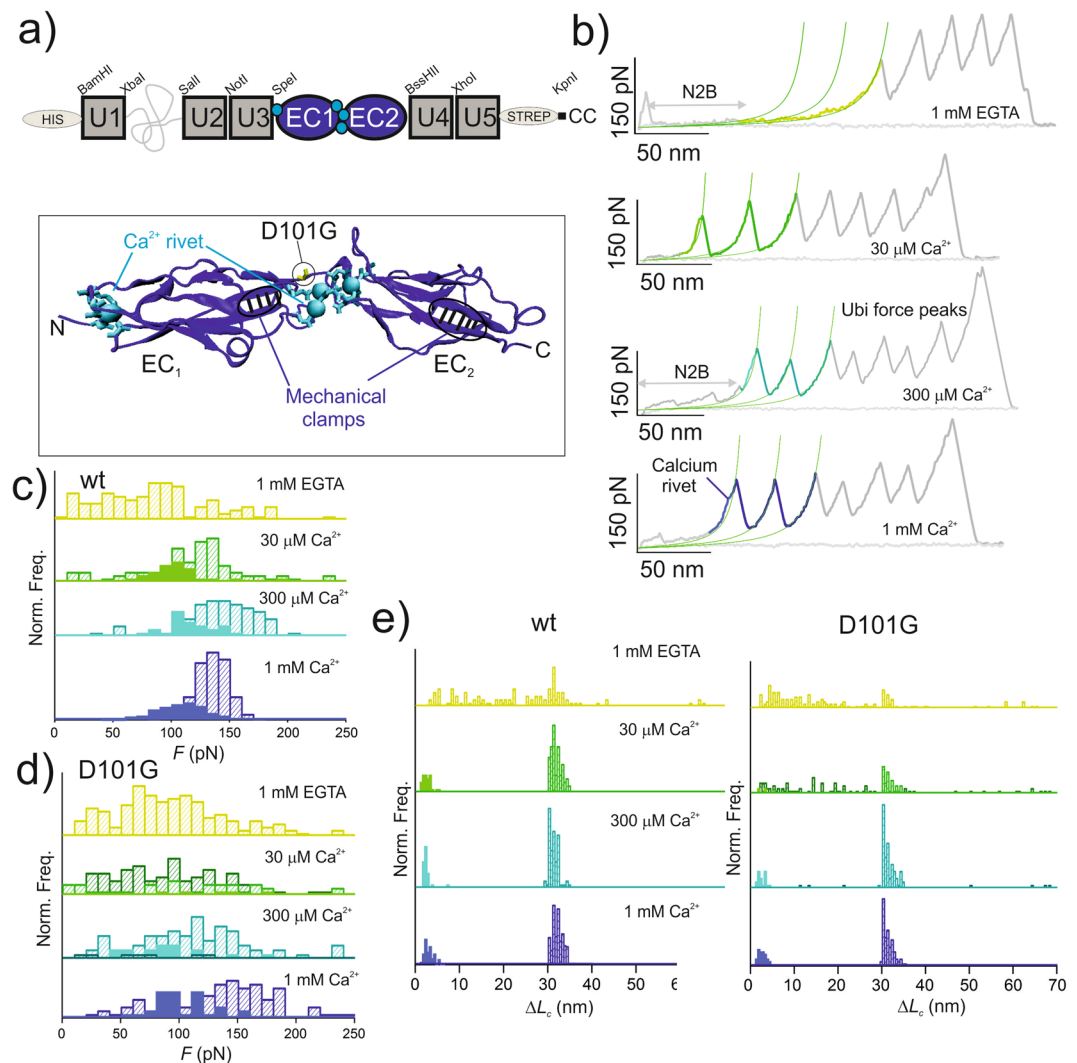 a)
BamHI
XbaI
SalI
NotI
SpeI
BssHII
XhoI
KpnI
HIS
U1
U2
U3
EC1
EC2
U4
U5
STREP
CC
D101G
Ca²⁺ rivet
N
EC₁
EC₂
C
Mechanical
clamps
b)
150 pN
N2B
1 mM EGTA
50 nm
150 pN
30 µM Ca²⁺
50 nm
150 pN
Ubi force peaks
N2B
300 µM Ca²⁺
50 nm
150 pN
Calcium
rivet
1 mM Ca²⁺
50 nm
c)
wt
1 mM EGTA
30 µM Ca²⁺
300 µM Ca²⁺
1 mM Ca²⁺
Norm. Freq.
0 50 100 150 200 250
F (pN)
d)
D101G
1 mM EGTA
30 µM Ca²⁺
300 µM Ca²⁺
1 mM Ca²⁺
Norm. Freq.
0 50 100 150 200 250
F (pN)
e)
wt
D101G
1 mM EGTA
30 µM Ca²⁺
300 µM Ca²⁺
1 mM Ca²⁺
Norm. Freq.
Norm. Freq.
0 10 20 30 40 50 6
ΔLc (nm)
0 10 20 30 40 50 60 70
ΔLc (nm)